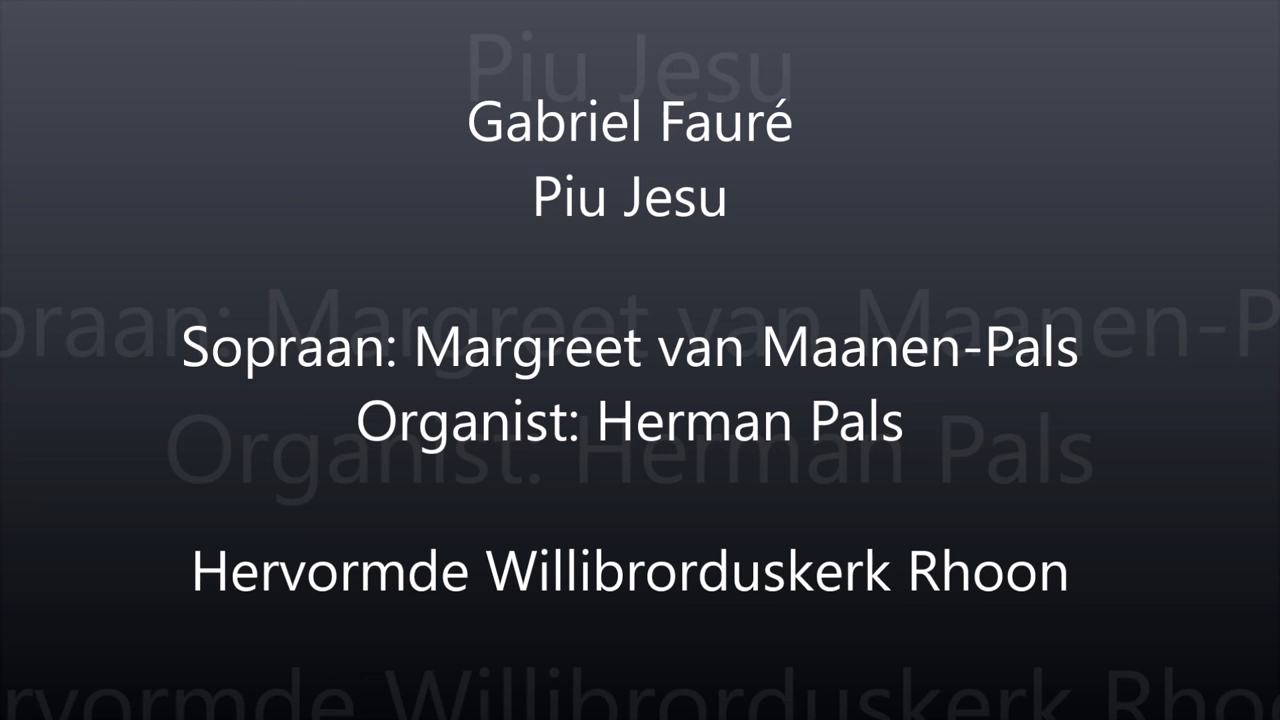 Gabriel Fauré
Piu Jesu
Sopraan: Margreet van Maanen-Pals
Organist: Herman Pals
Hervormde Willibrorduskerk Rhoon